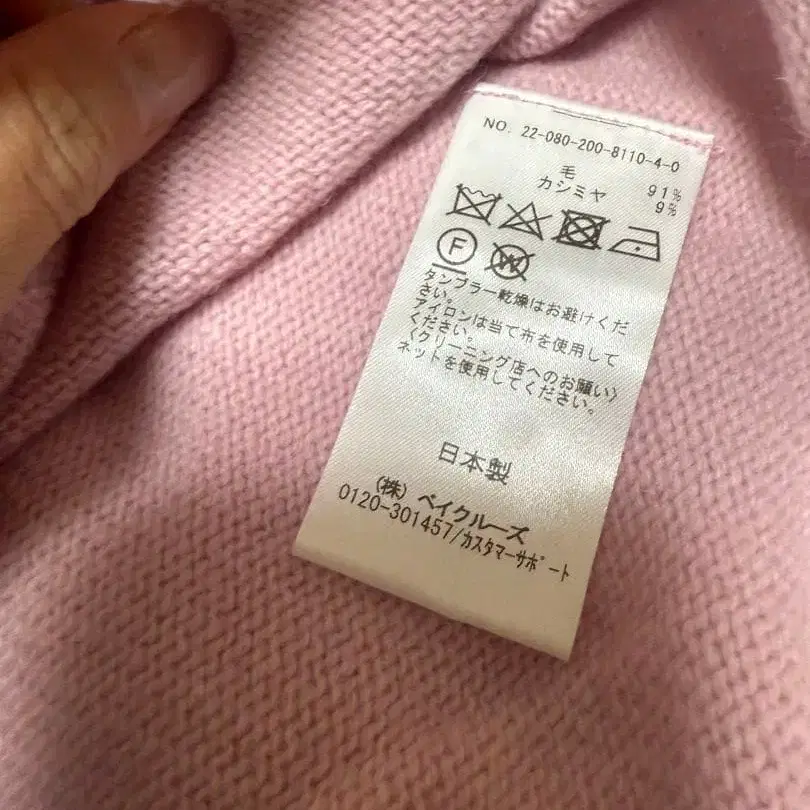 NO. 22-080-200-8110-4-0
毛 91%
カシミヤ 9%
F
W
タンブラー乾燥はお避けくだ
さい。
アイロンは当て布を使用して
ください。
〈クリーニング店へのお願い〉
ネットを使用してください。
日本製
(株) ベイクルーズ
0120-301457/カスタマーサポート